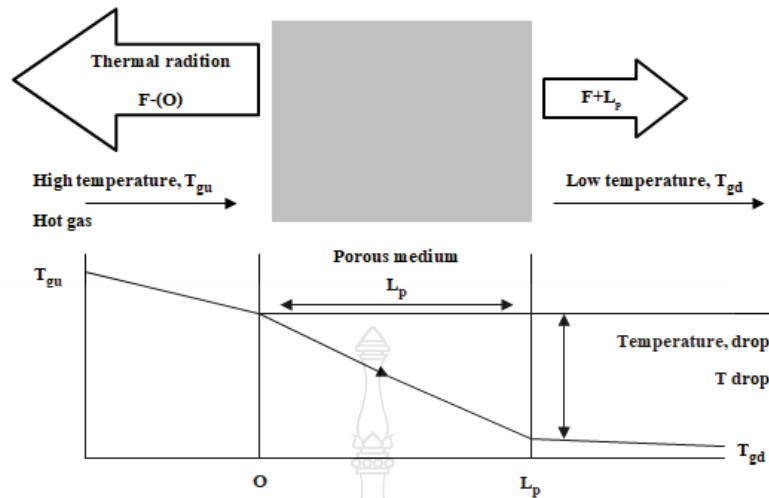 Thermal radition
F-(O)
F+Lp
High temperature, Tgu
Low temperature, Tgd
Hot gas
Porous medium
Lp
Tgu
Temperature, drop
T drop
Tgd
O
Lp